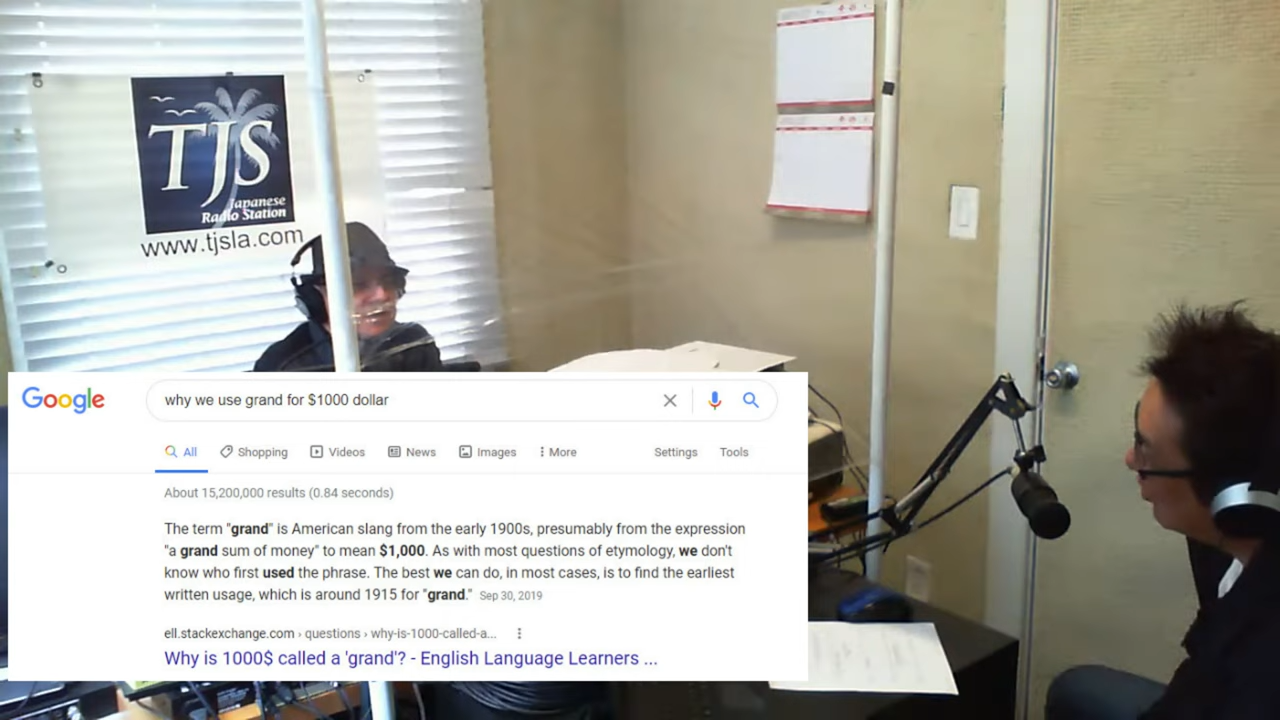 TJS
Japanese
Radio Station
www.tjsla.com
Google
why we use grand for $1000 dollar
All
Shopping
Videos
News
Images
More
Settings
Tools
About 15,200,000 results (0.84 seconds)
The term "grand" is American slang from the early 1900s, presumably from the expression
"a grand sum of money" to mean $1,000. As with most questions of etymology, we don't
know who first used the phrase. The best we can do, in most cases, is to find the earliest
written usage, which is around 1915 for "grand." Sep 30, 2019
ell.stackexchange.com › questions › why-is-1000-called-a...
Why is 1000$ called a 'grand'? - English Language Learners ...